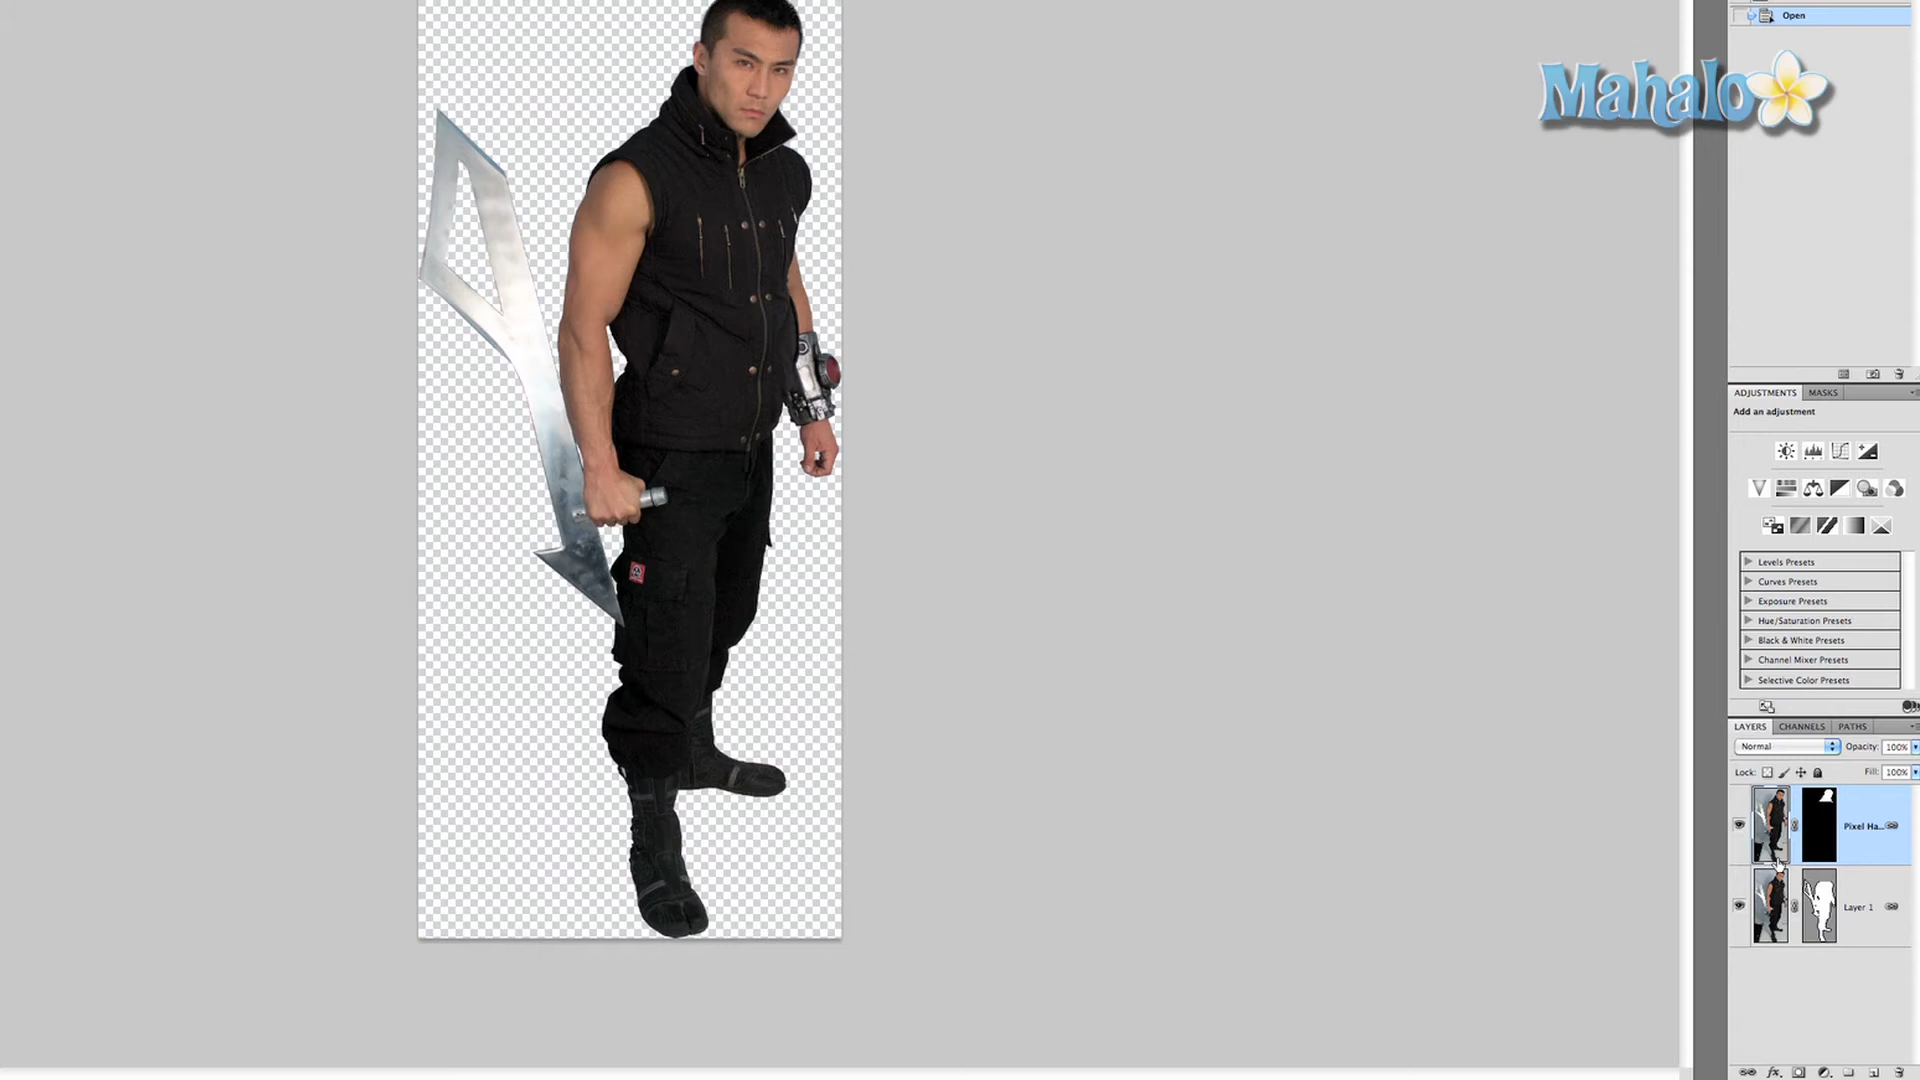 Open
Mahalo
ADJUSTMENTS MASKS
Add an adjustment
Levels Presets
Curves Presets
Exposure Presets
Hue/Saturation Presets
Black & White Presets
Channel Mixer Presets
Selective Color Presets
LAYERS CHANNELS PATHS
Normal Opacity: 100%
Lock: Fill: 100%
Pixel Ha...
Layer 1
fx